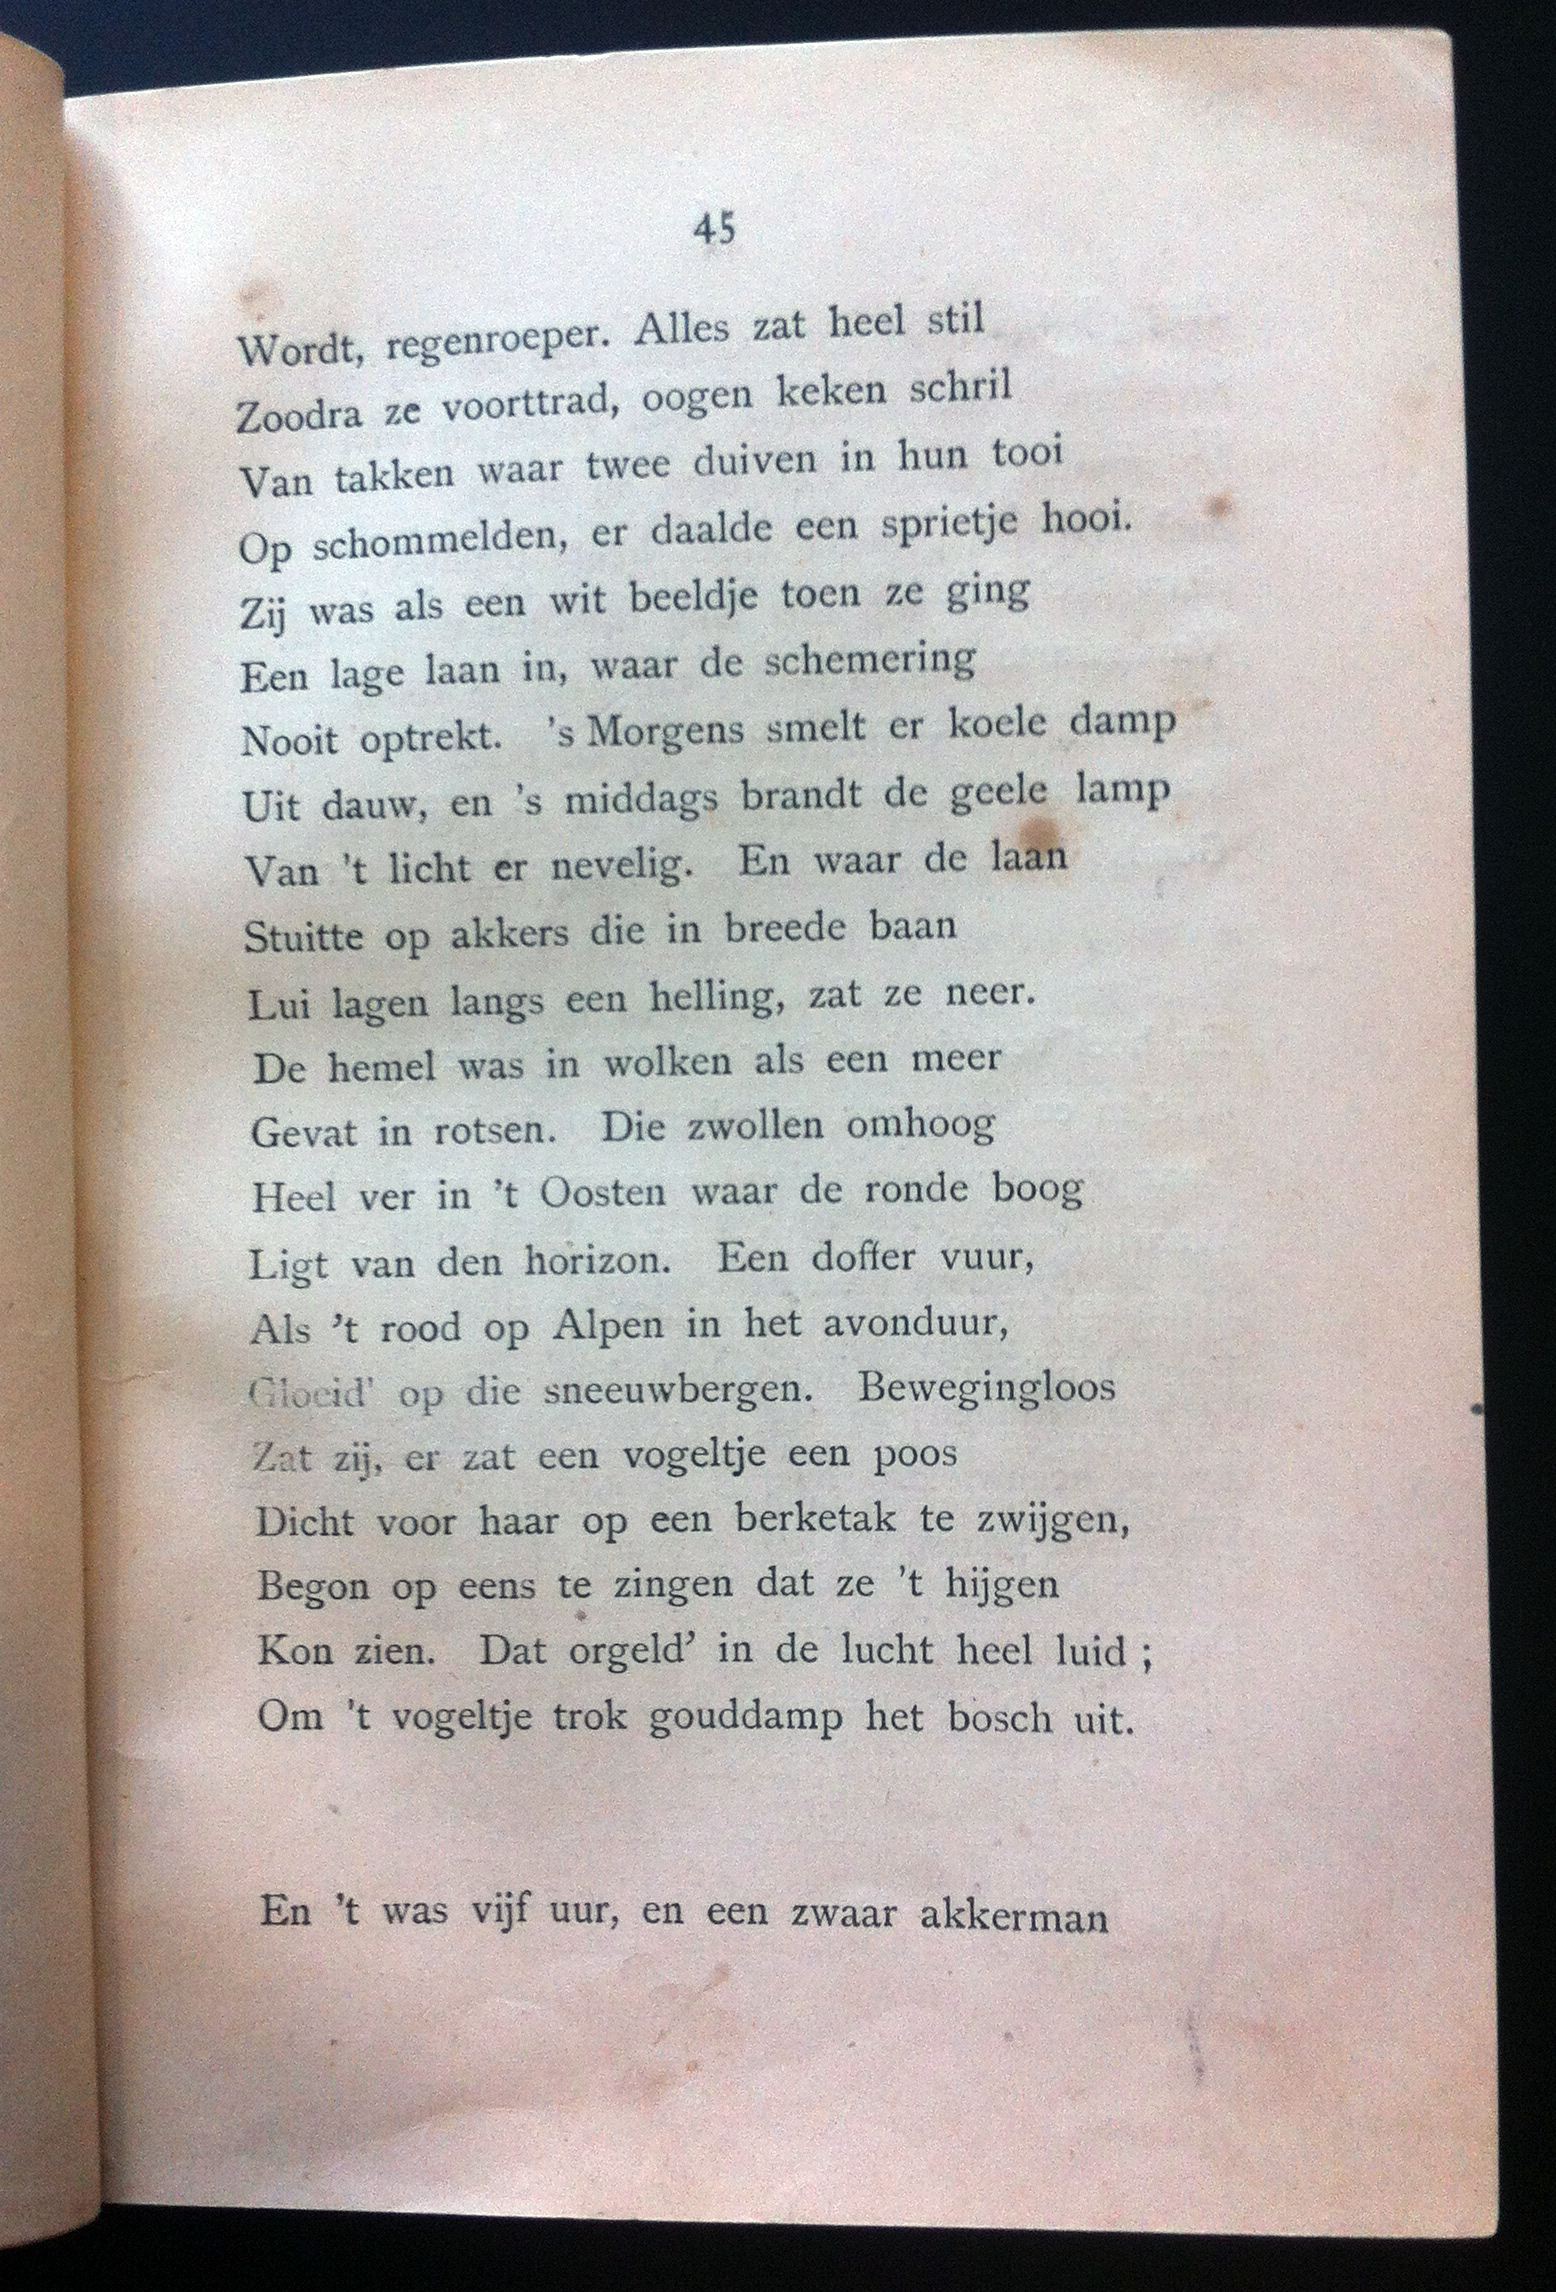 45
Wordt, regenroeper. Alles zat heel stil
Zoodra ze voorttrad, oogen keken schril
Van takken waar twee duiven in hun tooi
Op schommelden, er daalde een sprietje hooi.
Zij was als een wit beeldje toen ze ging
Een lage laan in, waar de schemering
Nooit optrekt. 's Morgens smelt er koele damp
Uit dauw, en 's middags brandt de geele lamp
Van 't licht er nevelig. En waar de laan
Stuitte op akkers die in breede baan
Lui lagen langs een helling, zat ze neer.
De hemel was in wolken als een meer
Gevat in rotsen. Die zwollen omhoog
Heel ver in 't Oosten waar de ronde boog
Ligt van den horizon. Een doffer vuur,
Als 't rood op Alpen in het avonduur,
Gloeid' op die sneeuwbergen. Bewegingloos
Zat zij, er zat een vogeltje een poos
Dicht voor haar op een berketak te zwijgen,
Begon op eens te zingen dat ze 't hijgen
Kon zien. Dat orgeld' in de lucht heel luid ;
Om 't vogeltje trok gouddamp het bosch uit.
En 't was vijf uur, en een zwaar akkerman